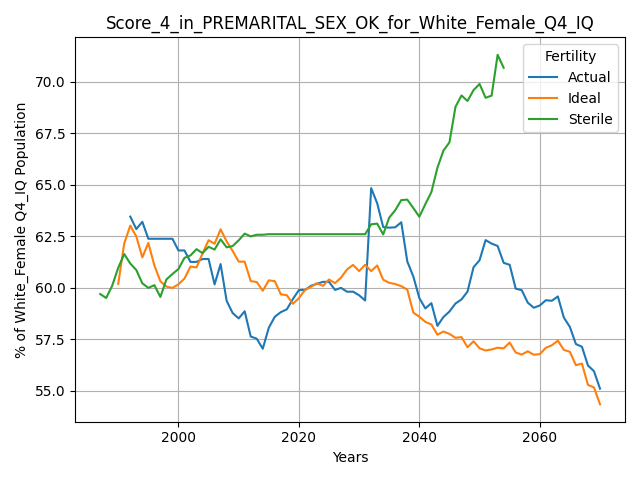 Score_4_in_PREMARITAL_SEX_OK_for_White_Female_Q4_IQ
% of White_Female Q4_IQ Population
70.0
67.5
65.0
62.5
60.0
57.5
55.0
Fertility
Actual
Ideal
Sterile
2000
2020
2040
2060
Years